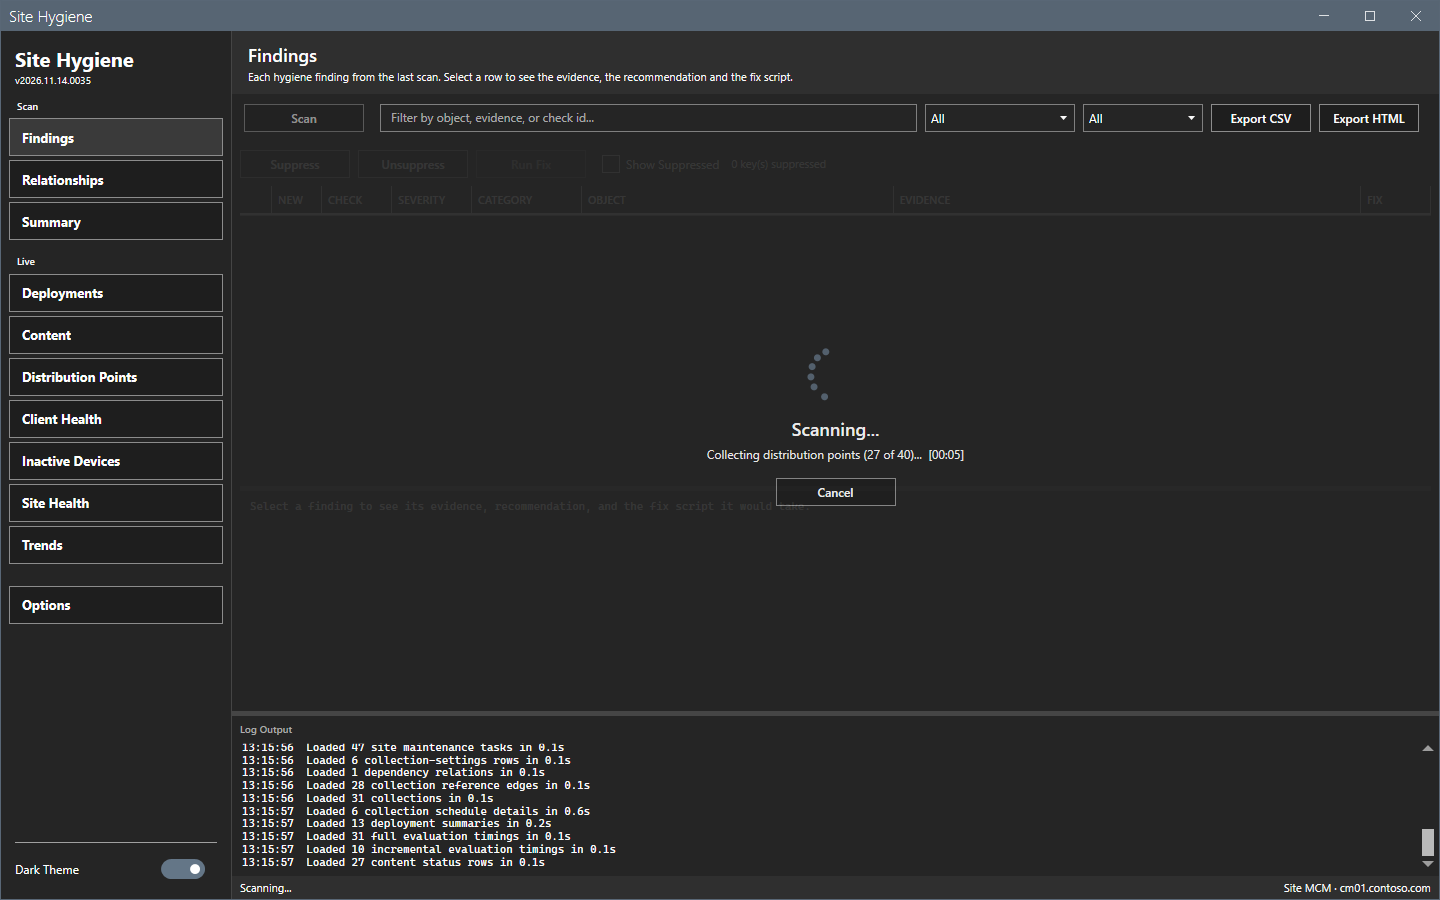 Site Hygiene
Site Hygiene
v2026.11.14.0035
Scan
Findings
Relationships
Summary
Live
Deployments
Content
Distribution Points
Client Health
Inactive Devices
Site Health
Trends
Options
Dark Theme
Findings
Each hygiene finding from the last scan. Select a row to see the evidence, the recommendation and the fix script.
Scan
Filter by object, evidence, or check id...
All
All
Export CSV
Export HTML
Suppress
Unsuppress
Run Fix
Show Suppressed
0 key(s) suppressed
NEW
CHECK
SEVERITY
CATEGORY
OBJECT
EVIDENCE
FIX
Scanning...
Collecting distribution points (27 of 40)... [00:05]
Cancel
Select a finding to see its evidence, recommendation, and the fix script it would take.
Log Output
13:15:56 Loaded 47 site maintenance tasks in 0.1s
13:15:56 Loaded 6 collection-settings rows in 0.1s
13:15:56 Loaded 1 dependency relations in 0.1s
13:15:56 Loaded 28 collection reference edges in 0.1s
13:15:56 Loaded 31 collections in 0.1s
13:15:57 Loaded 6 collection schedule details in 0.6s
13:15:57 Loaded 13 deployment summaries in 0.2s
13:15:57 Loaded 31 full evaluation timings in 0.1s
13:15:57 Loaded 10 incremental evaluation timings in 0.1s
13:15:57 Loaded 27 content status rows in 0.1s
Scanning...
Site MCM · cm01.contoso.com